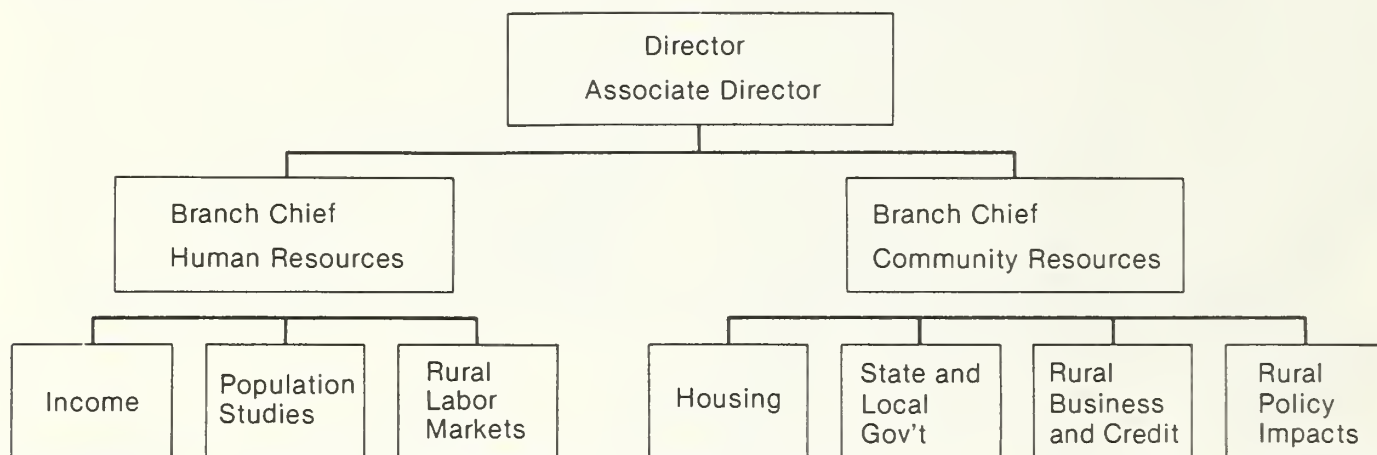 Director
Associate Director
Branch Chief
Human Resources
Branch Chief
Community Resources
Income
Population
Studies
Rural
Labor
Markets
Housing
State and
Local
Gov't
Rural
Business
and Credit
Rural
Policy
Impacts